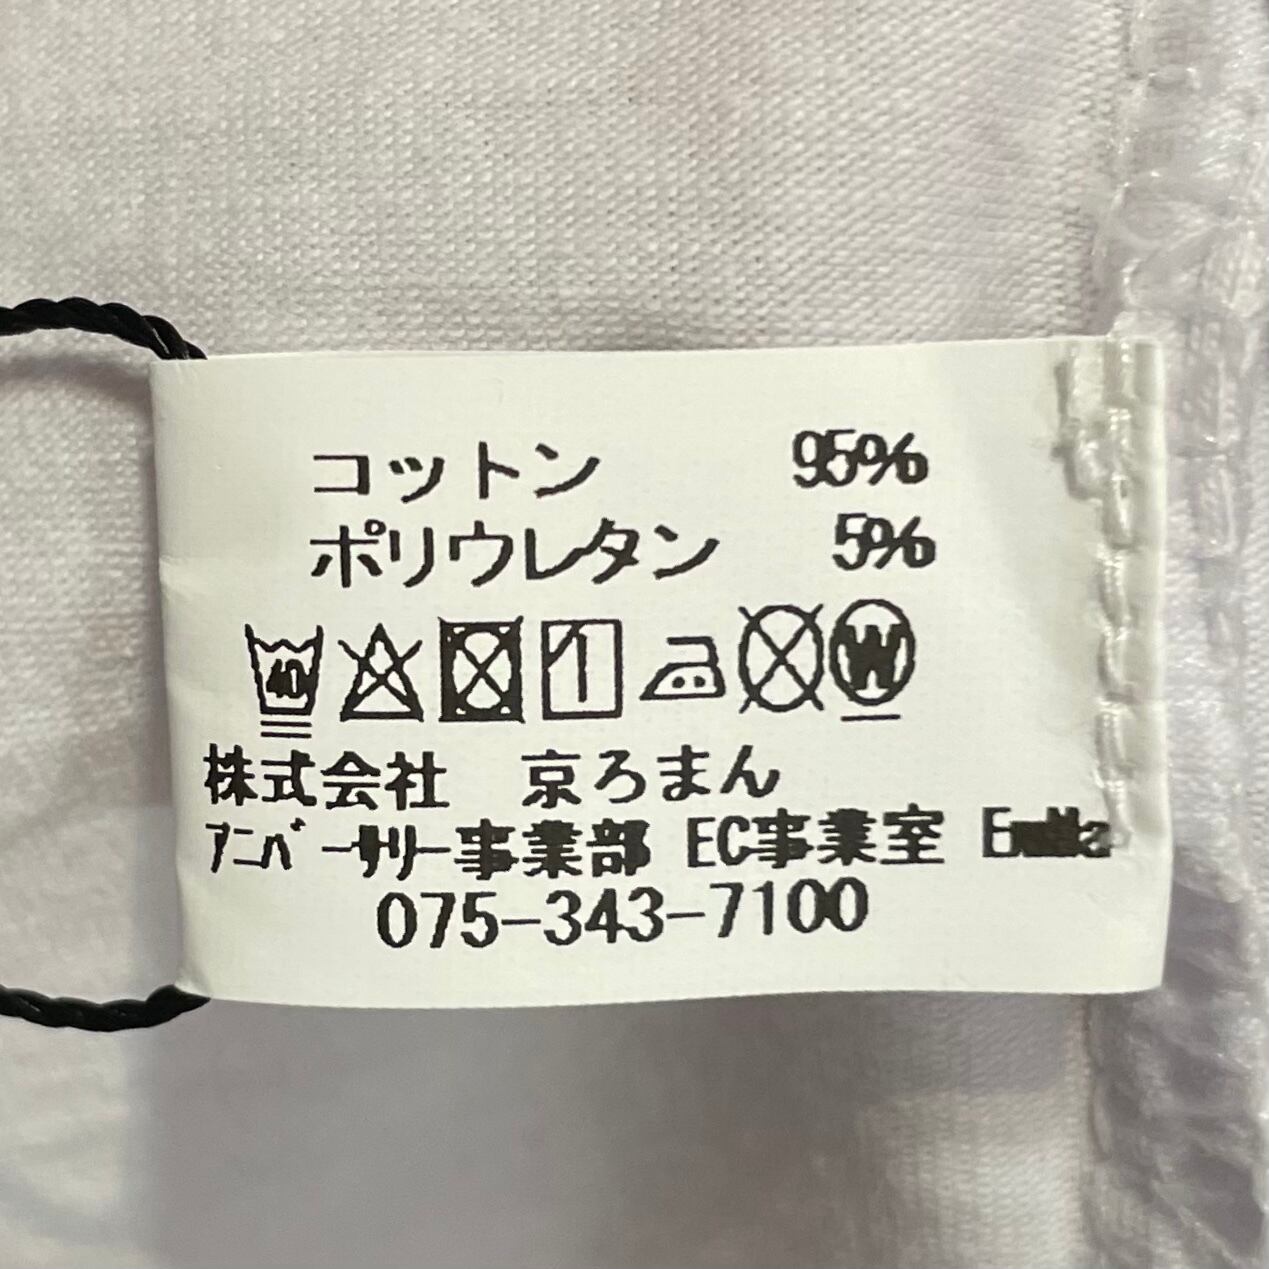 コットン 95%
ポリウレタン 5%
40 W
株式会社 京ろまん
アニバーサリー事業部 EC事業室
075-343-7100